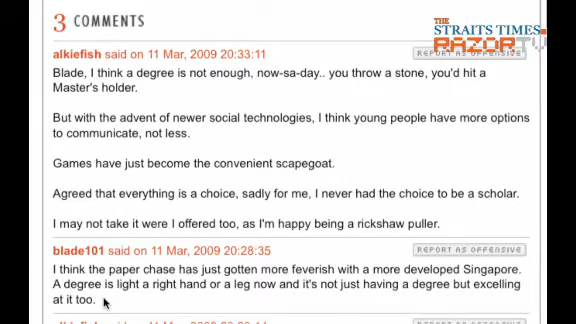 3 COMMENTS
THE STRAITS TIMES
RAZORTV
alkiefish said on 11 Mar, 2009 20:33:11
REPORT AS OFFENSIVE
Blade, I think a degree is not enough, now-sa-day.. you throw a stone, you'd hit a
Master's holder.
But with the advent of newer social technologies, I think young people have more options
to communicate, not less.
Games have just become the convenient scapegoat.
Agreed that everything is a choice, sadly for me, I never had the choice to be a scholar.
I may not take it were I offered too, as I'm happy being a rickshaw puller.
blade101 said on 11 Mar, 2009 20:28:35
REPORT AS OFFENSIVE
I think the paper chase has just gotten more feverish with a more developed Singapore.
A degree is light a right hand or a leg now and it's not just having a degree but excelling
at it too.